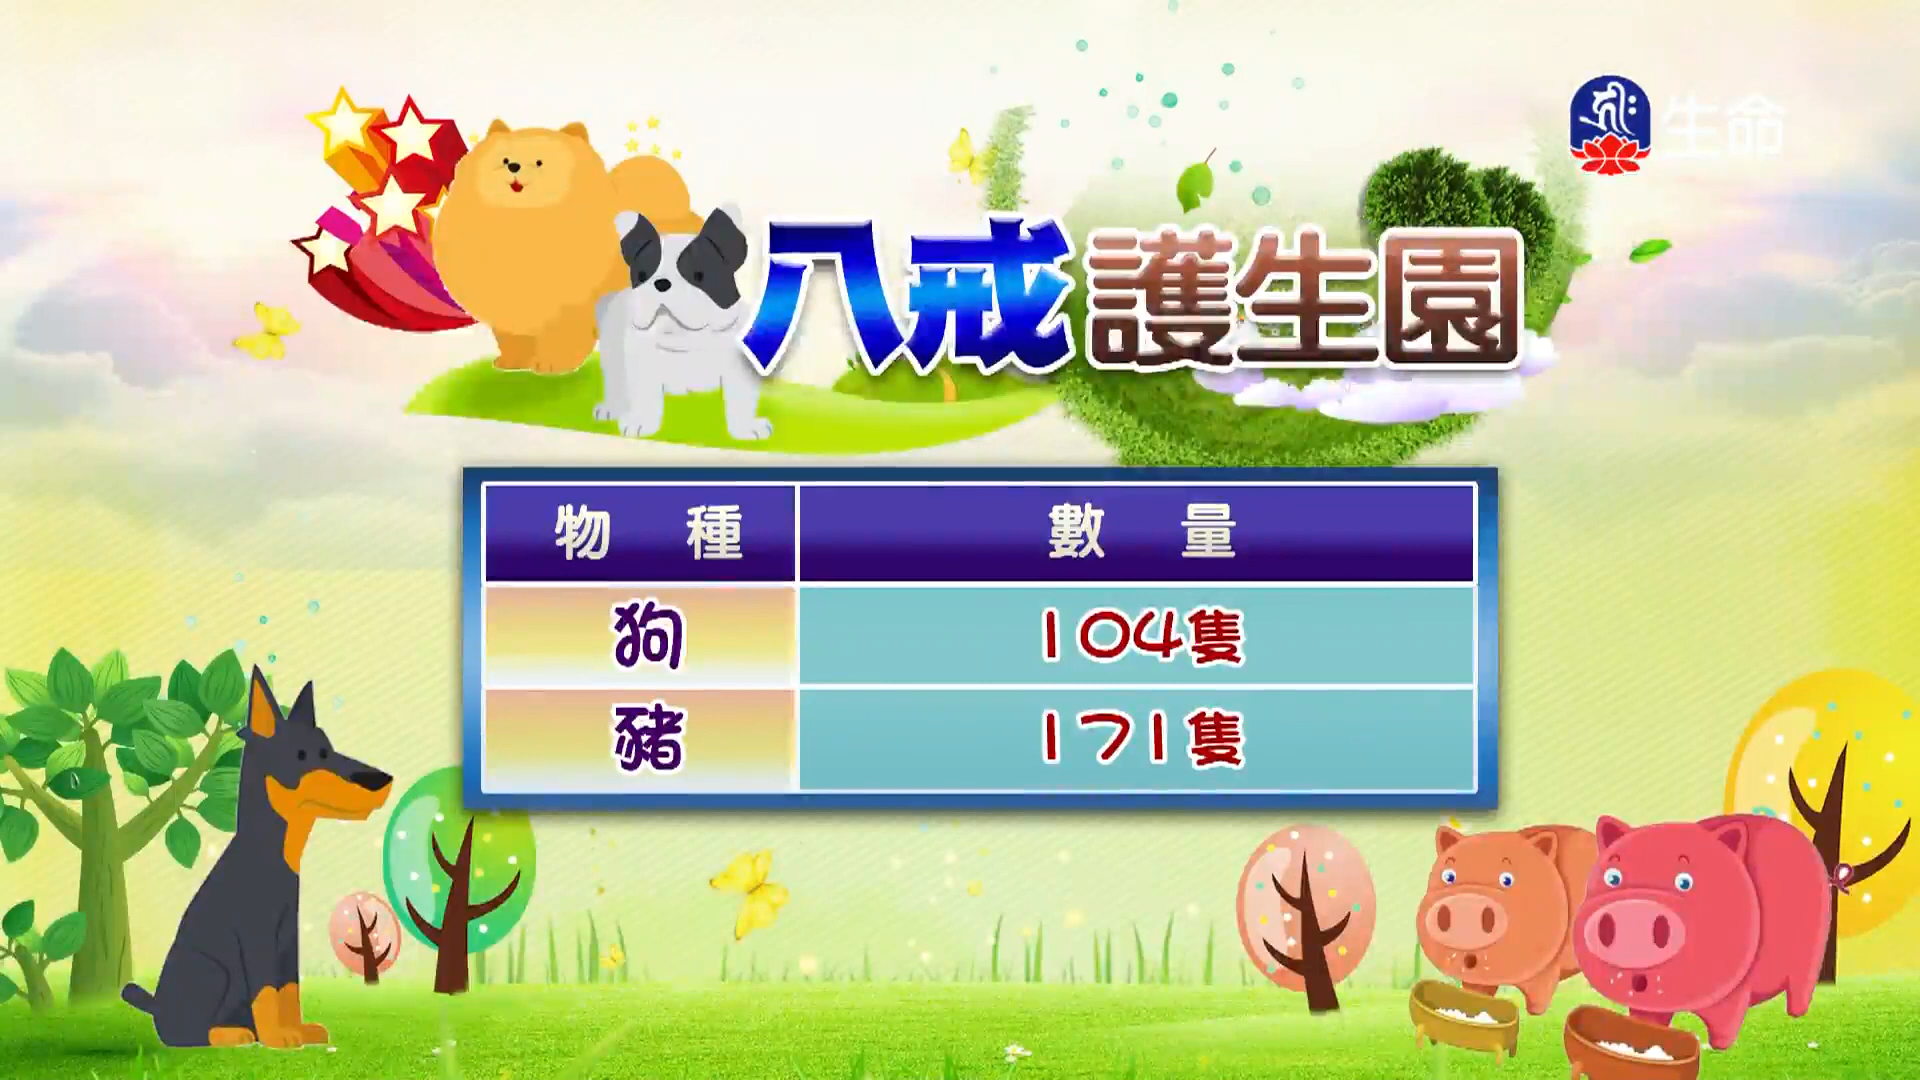 生命
八戒護生園
物種 數量
狗 104隻
豬 171隻